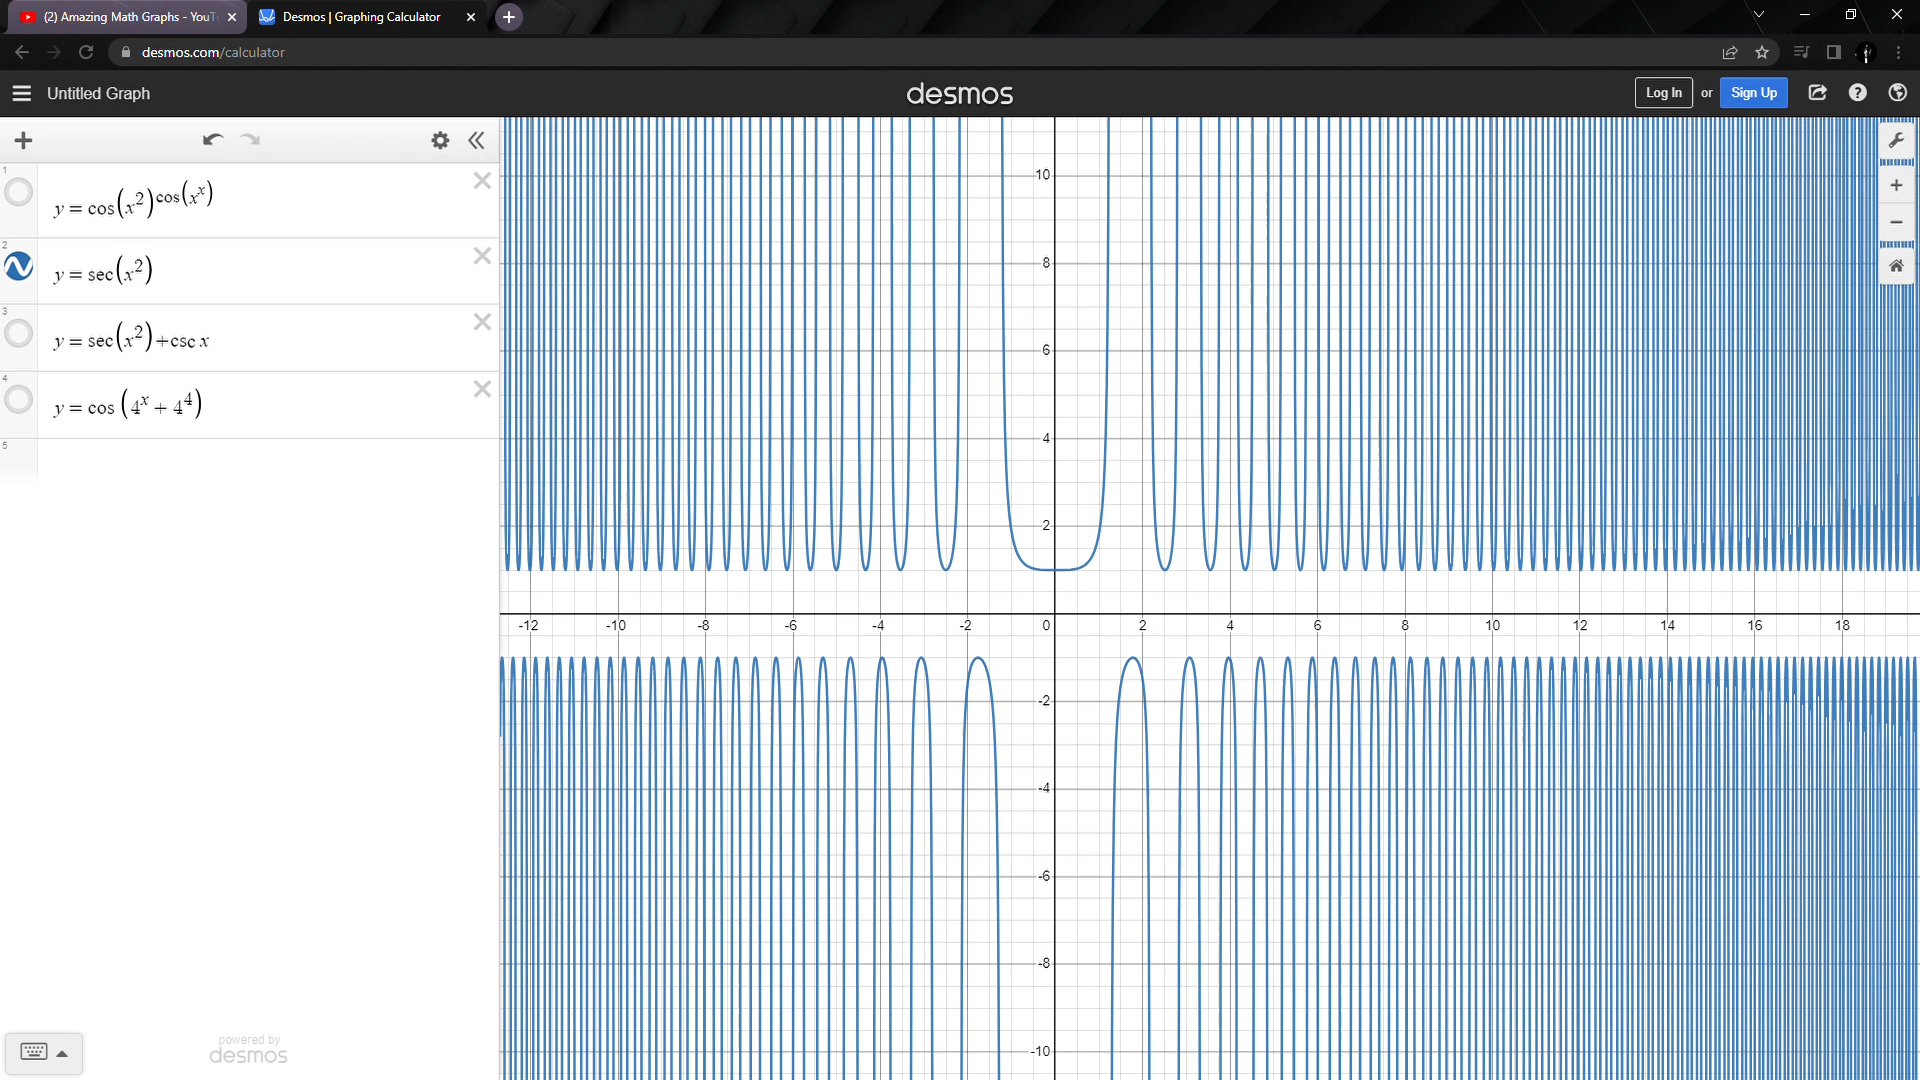 (2) Amazing Math Graphs - YouT
Desmos | Graphing Calculator
desmos.com/calculator
Untitled Graph
desmos
Log In or Sign Up
1
y = cos(x²)^cos(x^x)
2
y = sec(x²)
3
y = sec(x²)+csc x
4
y = cos (4^x + 4^4)
5
10
8
6
4
2
-12 -10 -8 -6 -4 -2 0 2 4 6 8 10 12 14 16 18
-2
-4
-6
-8
-10
powered by
desmos